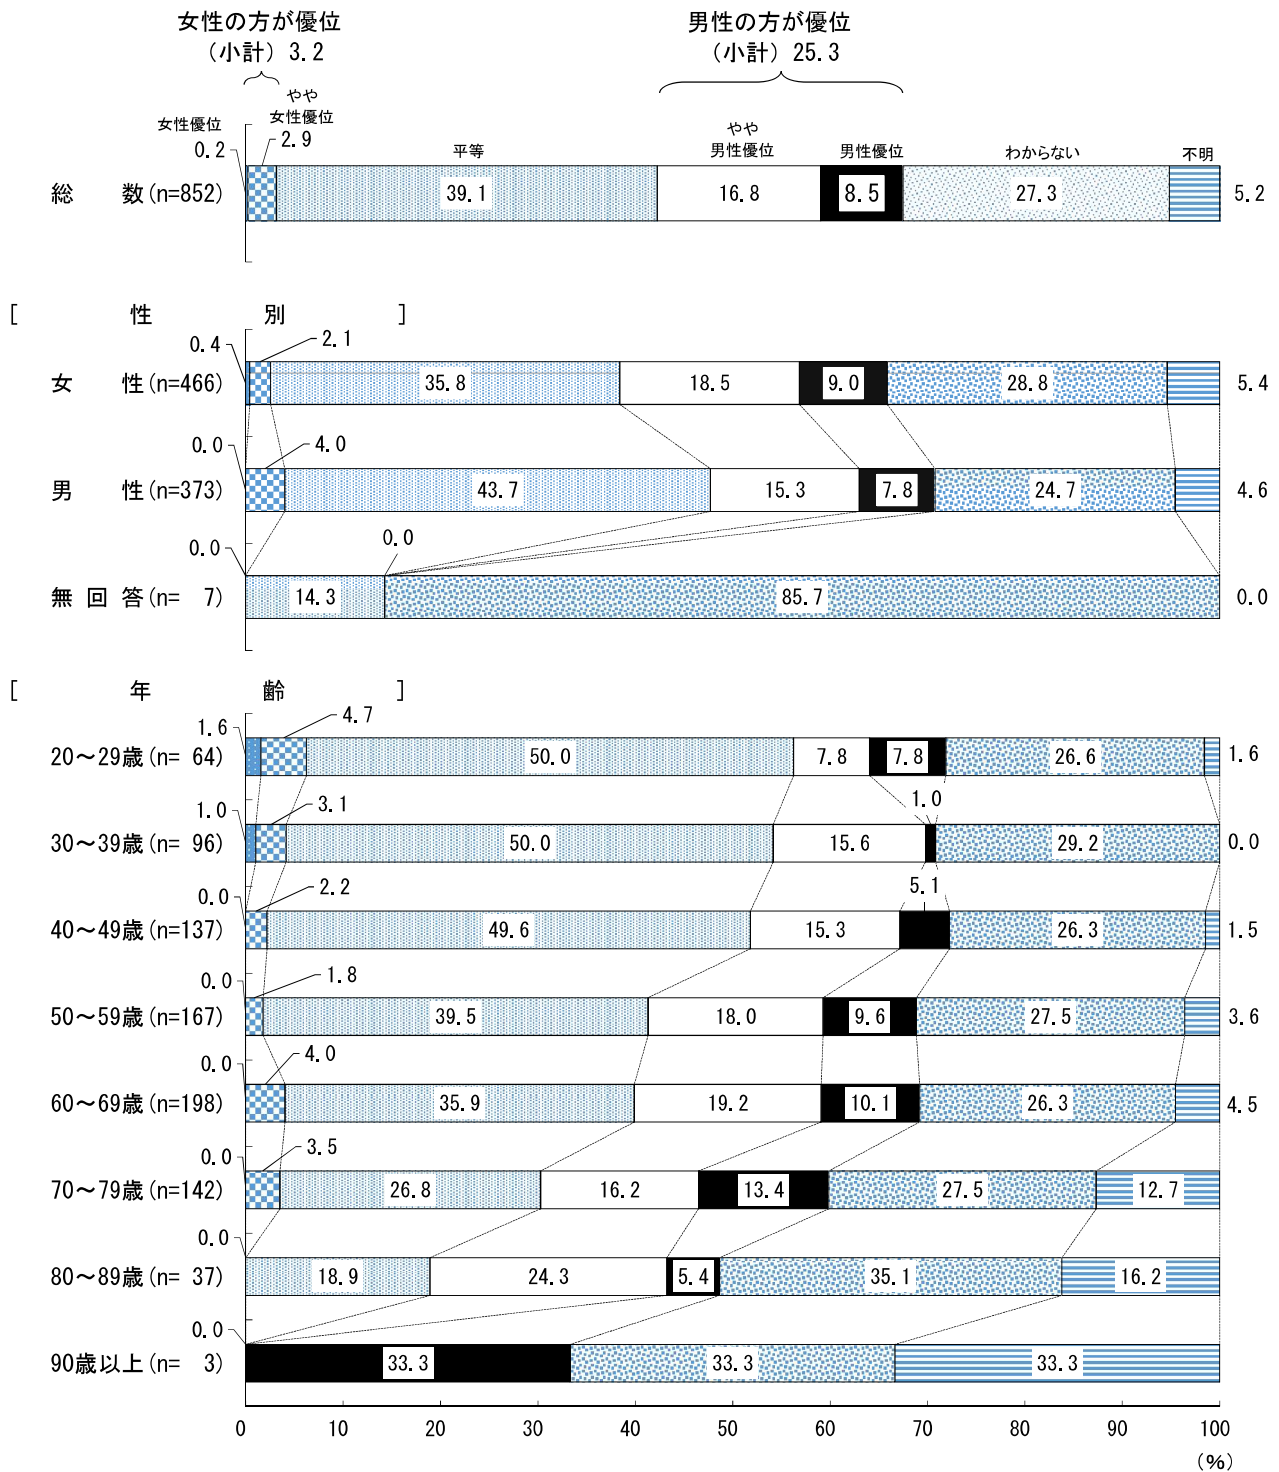 女性の方が優位 男性の方が優位
(小計) 3.2 (小計) 25.3
やや
女性優位 女性優位 やや
0.2 2.9 平等 男性優位 男性優位 わからない 不明
総 数(n=852) 39.1 16.8 8.5 27.3 5.2
[ 性 別 ]
0.4 2.1
女 性(n=466) 35.8 18.5 9.0 28.8 5.4
0.0 4.0
男 性(n=373) 43.7 15.3 7.8 24.7 4.6
0.0 0.0
無回答(n= 7) 14.3 85.7 0.0
[ 年 齢 ]
1.6 4.7
20～29歳(n= 64) 50.0 7.8 7.8 26.6 1.6
1.0 3.1 1.0
30～39歳(n= 96) 50.0 15.6 29.2 0.0
0.0 2.2 5.1
40～49歳(n=137) 49.6 15.3 26.3 1.5
0.0 1.8
50～59歳(n=167) 39.5 18.0 9.6 27.5 3.6
0.0 4.0
60～69歳(n=198) 35.9 19.2 10.1 26.3 4.5
0.0 3.5
70～79歳(n=142) 26.8 16.2 13.4 27.5 12.7
0.0
80～89歳(n= 37) 18.9 24.3 5.4 35.1 16.2
0.0
90歳以上(n= 3) 33.3 33.3 33.3
0 10 20 30 40 50 60 70 80 90 100
(%)